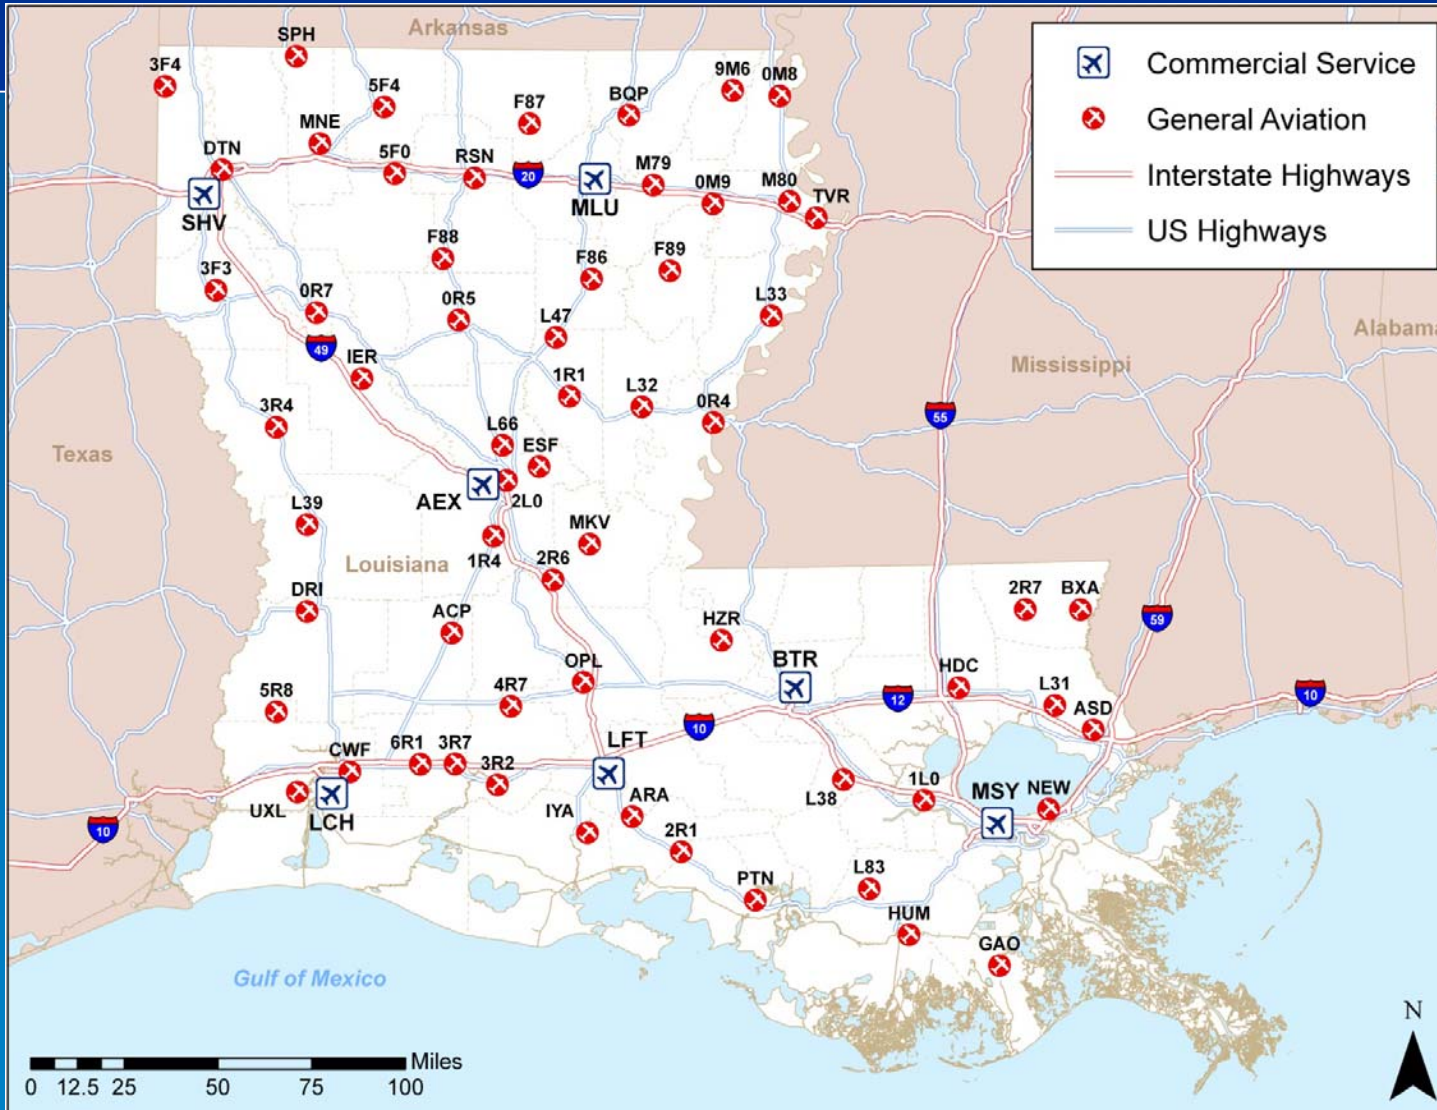 Arkansas
SPH
3F4
5F4
F87
BQP
9M6
0M8
MNE
DTN
5F0
RSN
20
M79
0M9
M80
TVR
SHV
MLU
Commercial Service
General Aviation
Interstate Highways
US Highways
3F3
F88
F86
F89
0R7
0R5
L47
L33
49
IER
1R1
L32
0R4
Mississippi
Alabama
55
3R4
L66
ESF
Texas
AEX
2L0
L39
MKV
1R4
2R6
Louisiana
DRI
ACP
HZR
2R7
BXA
59
BTR
OPL
HDC
5R8
4R7
L31
12
10
ASD
10
LFT
CWF
6R1
3R7
3R2
UXL
LCH
IYA
ARA
L38
1L0
MSY
NEW
10
2R1
PTN
L83
HUM
GAO
Gulf of Mexico
N
Miles
0 12.5 25 50 75 100